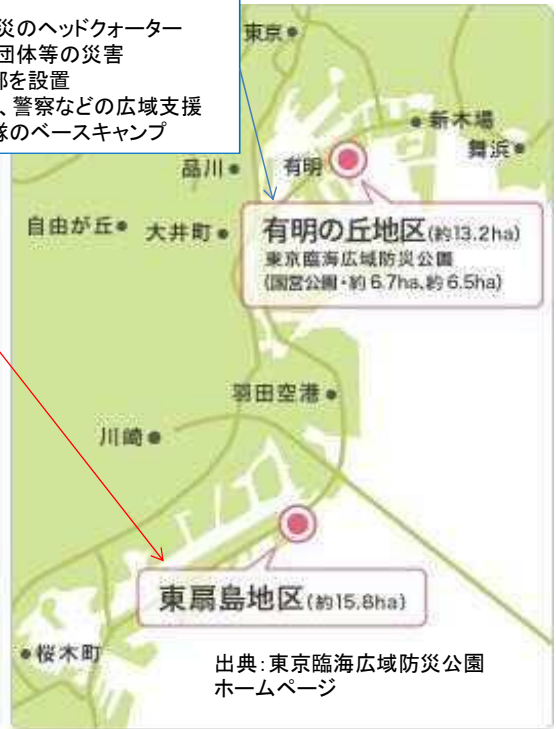 災のヘッドクォーター
団体等の災害
部を設置
、警察などの広域支援
隊のベースキャンプ
東京
新木場
舞浜
品川
有明
自由が丘
大井町
有明の丘地区(約13.2ha)
東京臨海広域防災公園
(国営公園・約6.7ha、約6.5ha)
羽田空港
川崎
東扇島地区(約15.8ha)
桜木町
出典:東京臨海広域防災公園
ホームページ